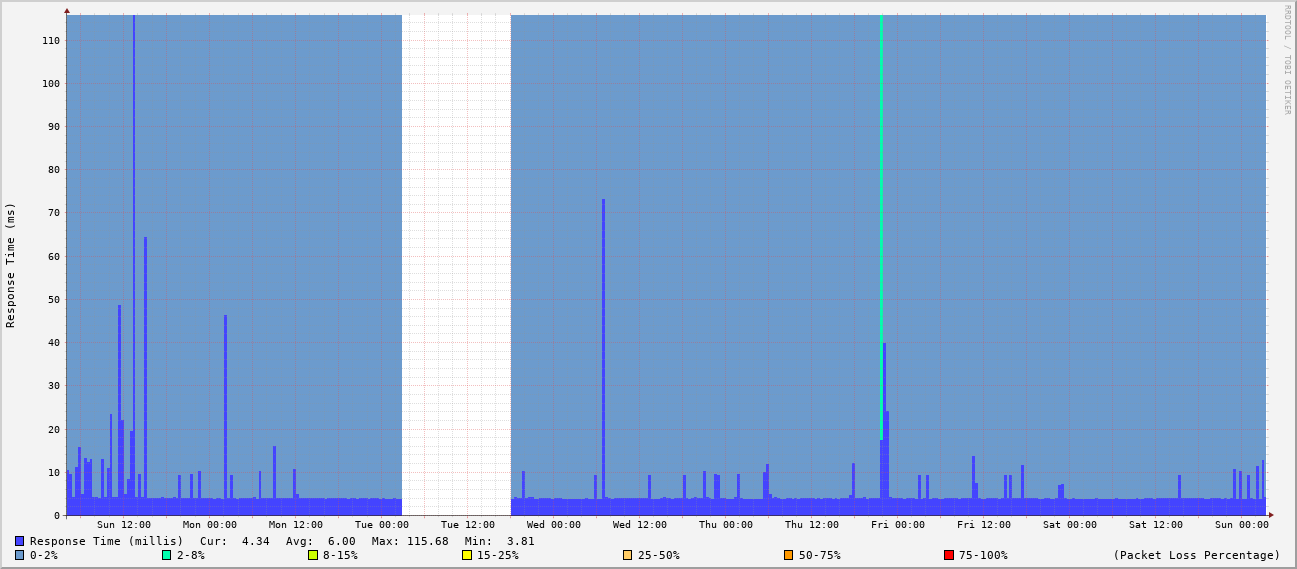 RRDTOOL / TOBI OETIKER
Response Time (ms)
110
100
90
80
70
60
50
40
30
20
10
0
Sun 12:00 Mon 00:00 Mon 12:00 Tue 00:00 Tue 12:00 Wed 00:00 Wed 12:00 Thu 00:00 Thu 12:00 Fri 00:00 Fri 12:00 Sat 00:00 Sat 12:00 Sun 00:00
Response Time (millis) Cur: 4.34 Avg: 6.00 Max: 115.68 Min: 3.81
0-2% 2-8% 8-15% 15-25% 25-50% 50-75% 75-100% (Packet Loss Percentage)